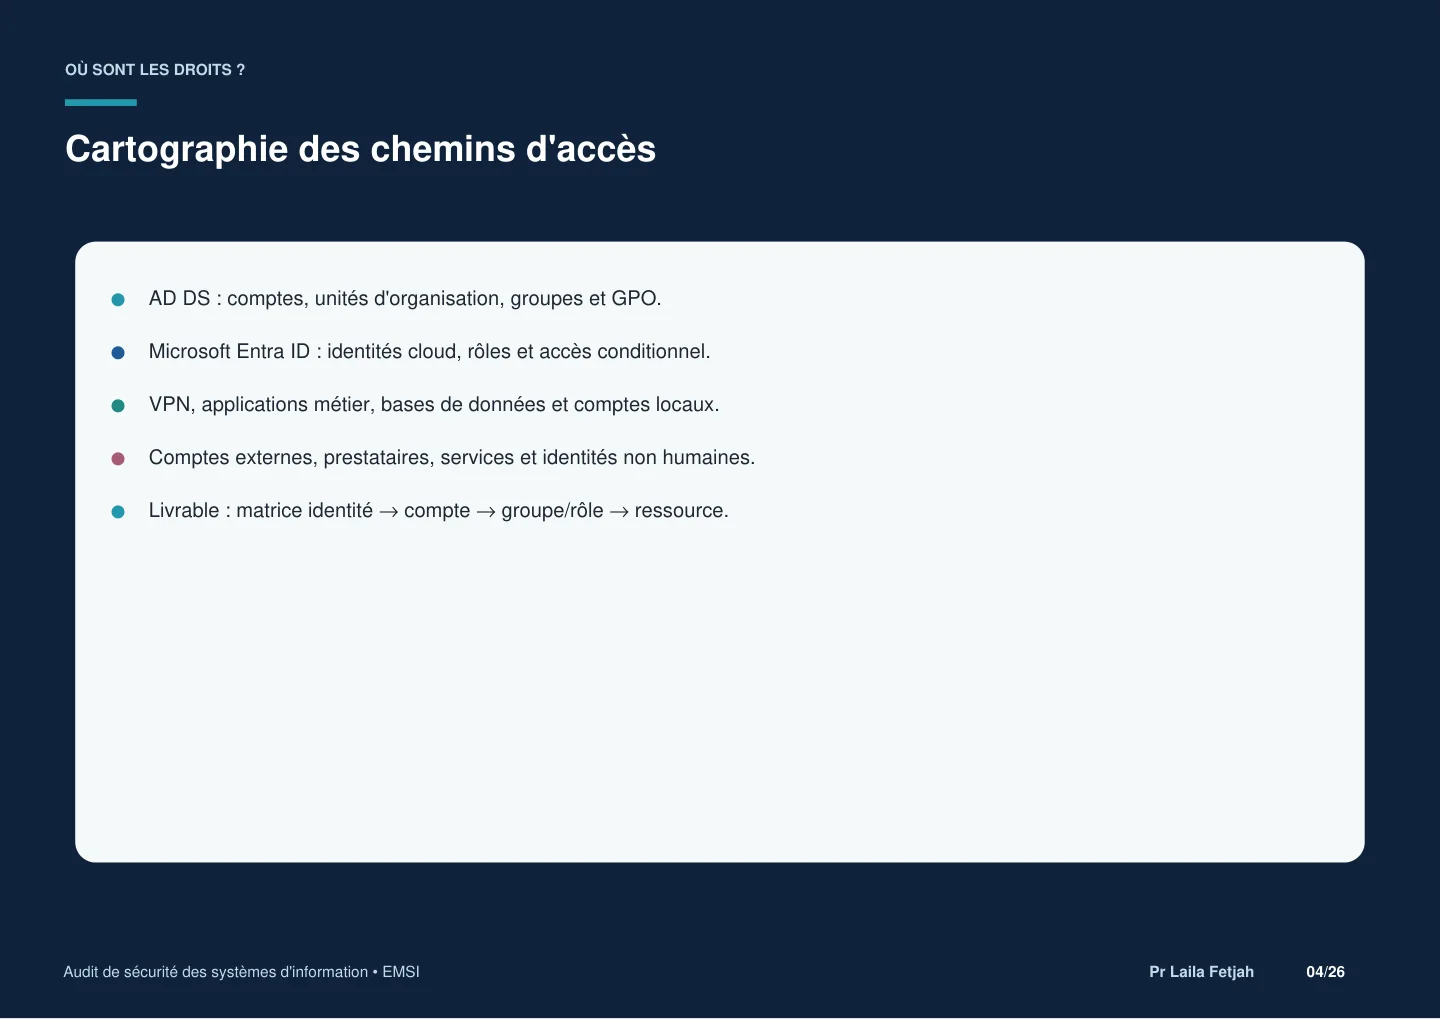 OÙ SONT LES DROITS ?
Cartographie des chemins d'accès
AD DS : comptes, unités d'organisation, groupes et GPO.
Microsoft Entra ID : identités cloud, rôles et accès conditionnel.
VPN, applications métier, bases de données et comptes locaux.
Comptes externes, prestataires, services et identités non humaines.
Livrable : matrice identité → compte → groupe/rôle → ressource.
Audit de sécurité des systèmes d'information • EMSI
Pr Laila Fetjah
04/26